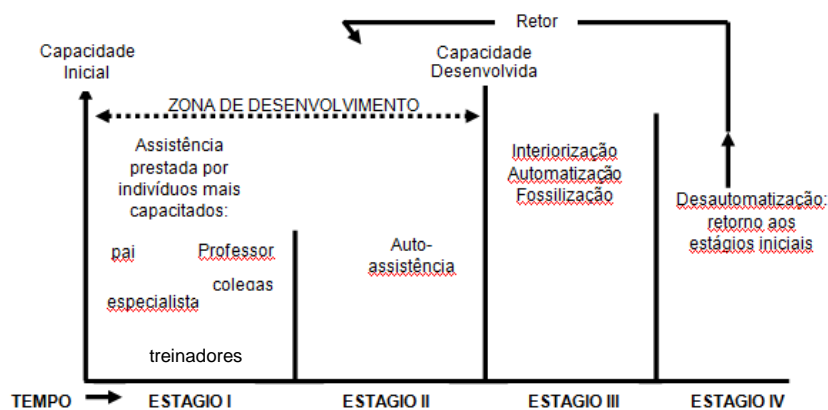 Retor
Capacidade
Inicial
Capacidade
Desenvolvida
ZONA DE DESENVOLVIMENTO
Assistência
prestada por
indivíduos mais
capacitados:
pai
Professor
colegas
especialista
treinadores
Auto-
assistência
Interiorização
Automatização
Fossilização
Desautomatização:
retorno aos
estágios iniciais
TEMPO
ESTAGIO I
ESTAGIO II
ESTAGIO III
ESTAGIO IV